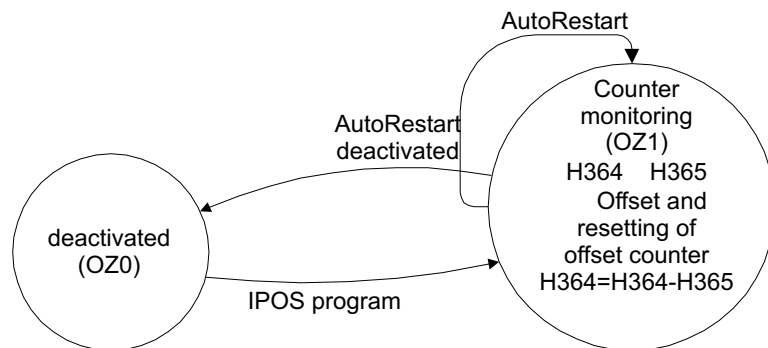 AutoRestart
Counter
monitoring
(OZ1)
H364 H365
Offset and
resetting of
offset counter
H364=H364-H365
AutoRestart
deactivated
deactivated
(OZ0)
IPOS program